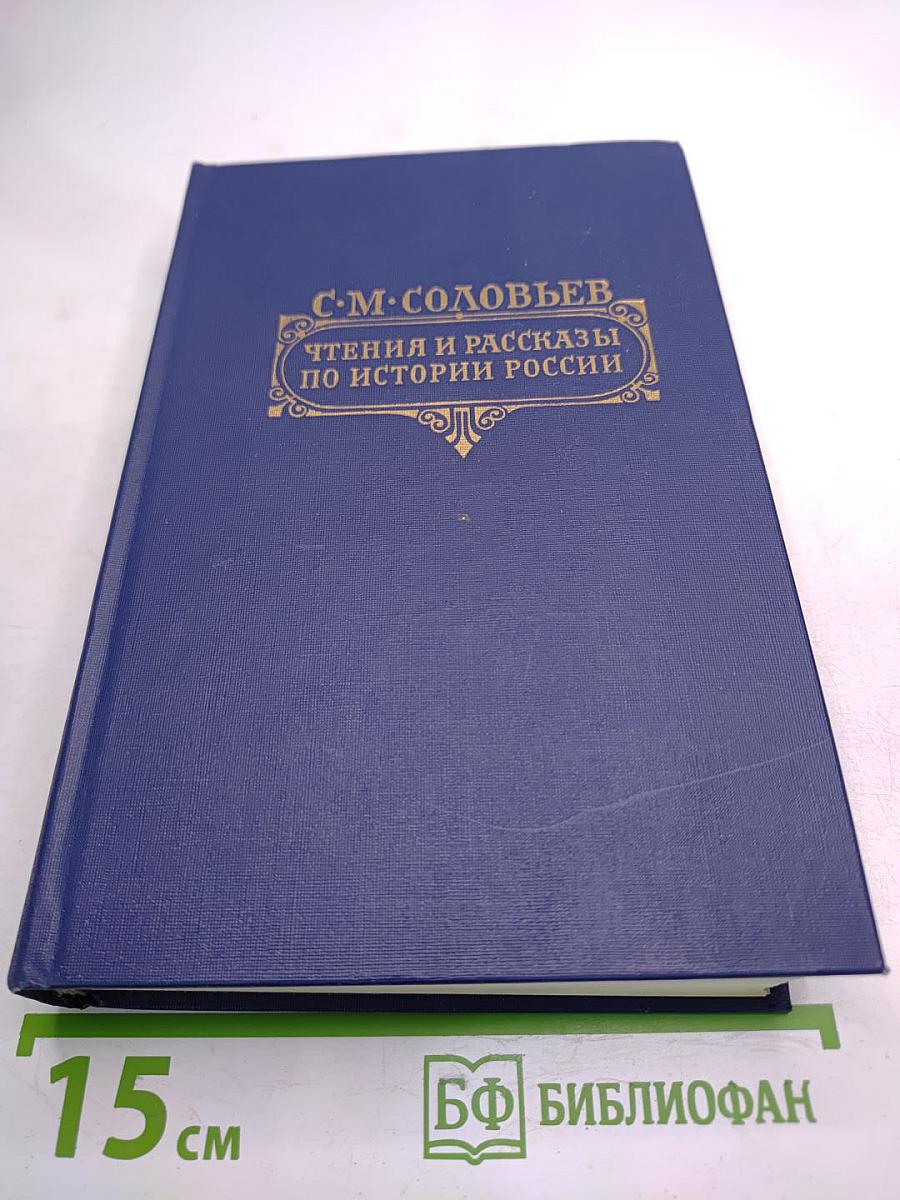 С·М·СОЛОВЬЕВ
ЧТЕНИЯ И РАССКАЗЫ
ПО ИСТОРИИ РОССИИ
15 см
БФ БИБЛИОФАН